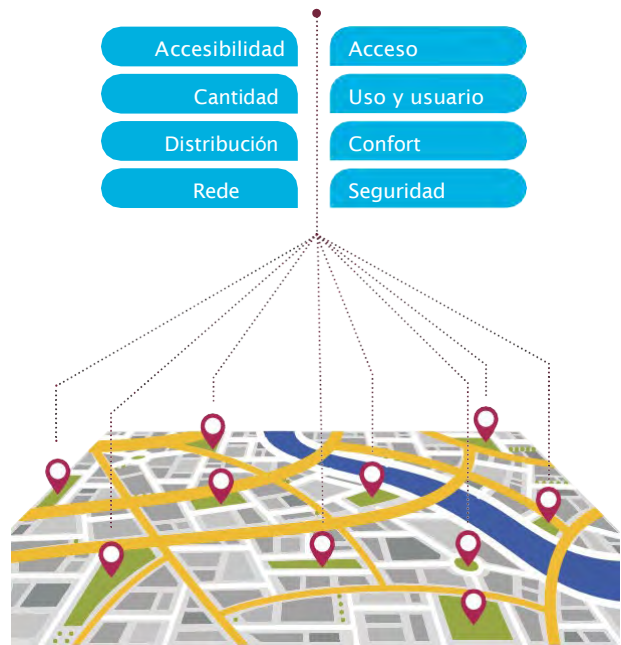 Accesibilidad
Acceso
Cantidad
Uso y usuario
Distribución
Confort
Rede
Seguridad